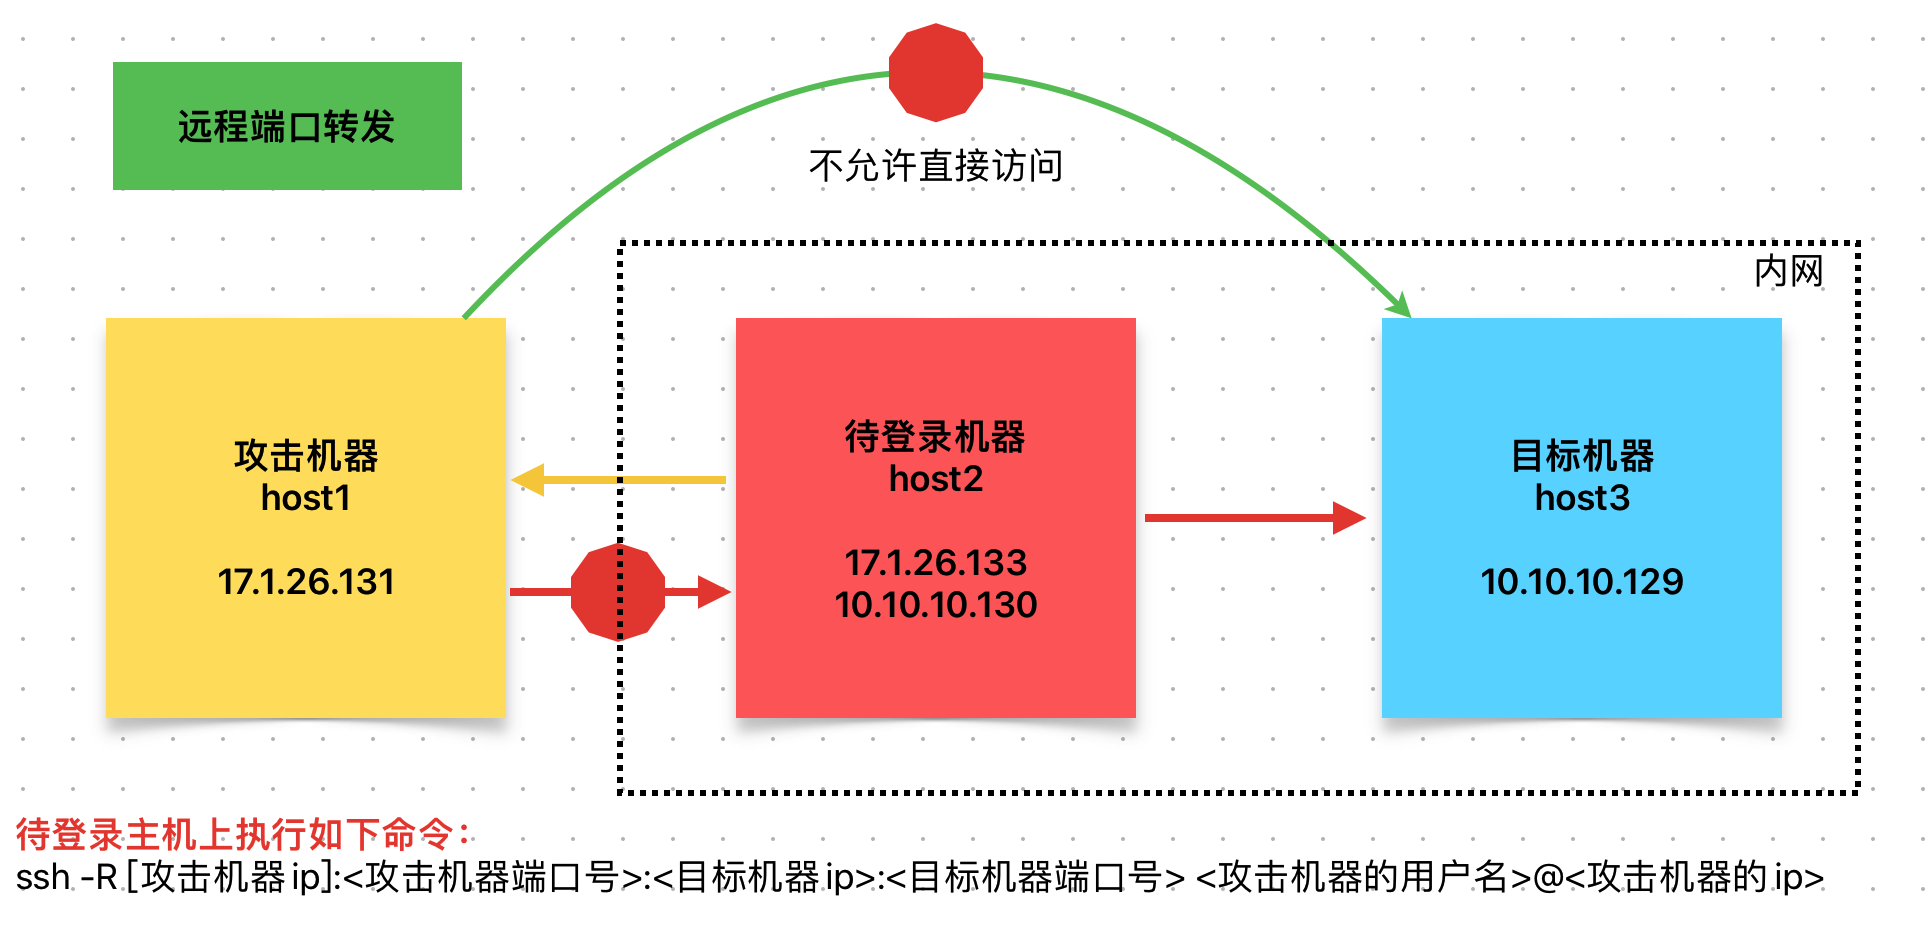 远程端口转发
不允许直接访问
内网
攻击机器
host1
17.1.26.131
待登录机器
host2
17.1.26.133
10.10.10.130
目标机器
host3
10.10.10.129
待登录主机上执行如下命令：
ssh -R [攻击机器 ip]:<攻击机器端口号>:<目标机器 ip>:<目标机器端口号> <攻击机器的用户名>@<攻击机器的 ip>